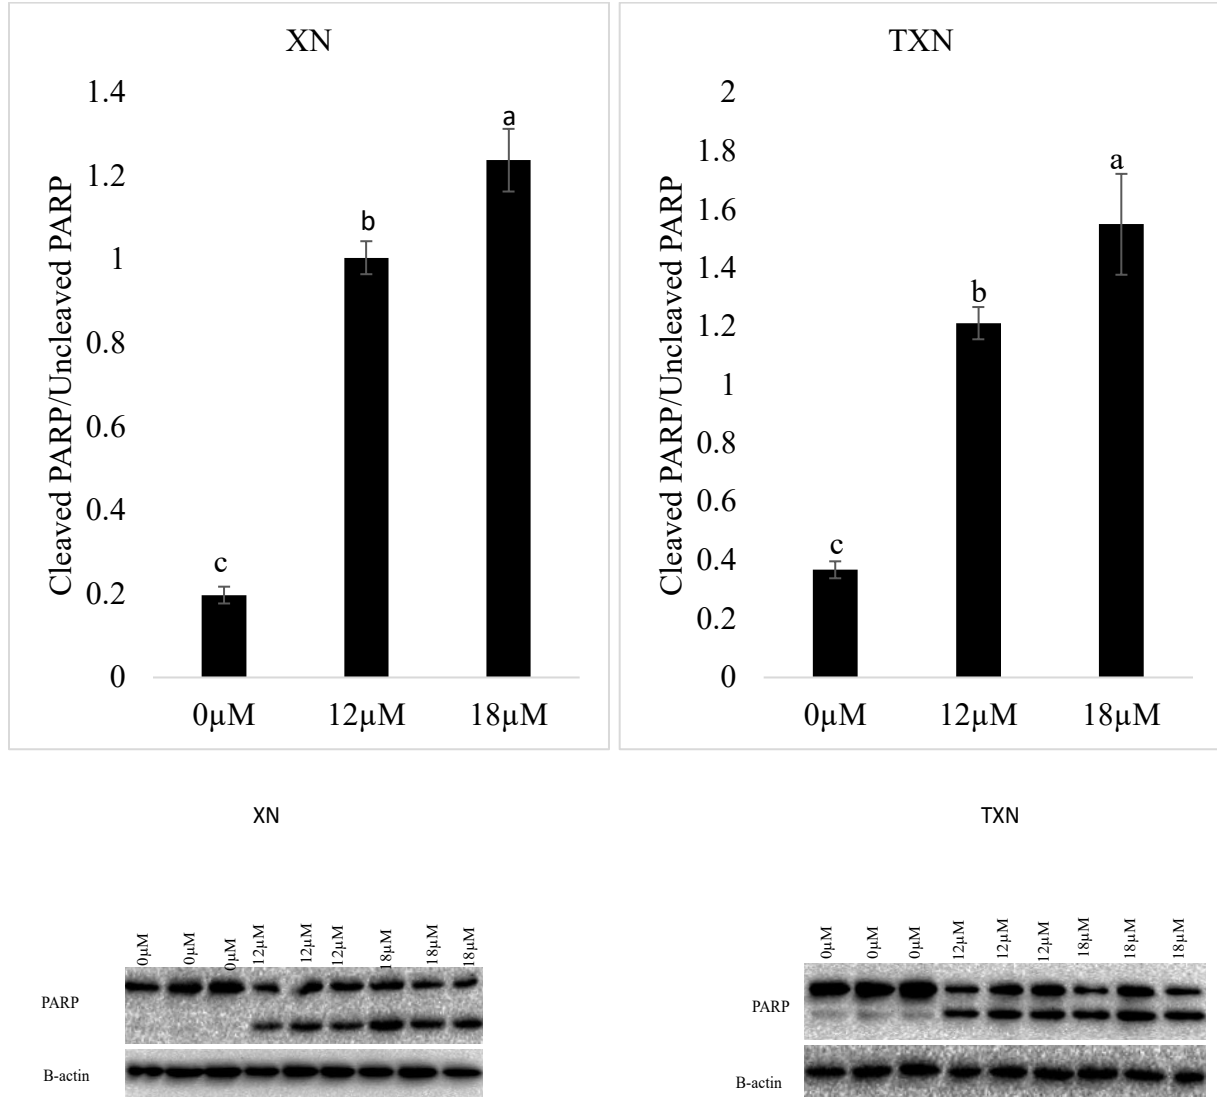 XN
Cleaved PARP/Uncleaved PARP
1.4
1.2
1
0.8
0.6
0.4
0.2
0
a
b
c
0µM 12µM 18µM
TXN
Cleaved PARP/Uncleaved PARP
2
1.8
1.6
1.4
1.2
1
0.8
0.6
0.4
0.2
0
a
b
c
0µM 12µM 18µM
XN
0µM 0µM 0µM 12µM 12µM 12µM 18µM 18µM 18µM
PARP
B-actin
TXN
0µM 0µM 0µM 12µM 12µM 12µM 18µM 18µM 18µM
PARP
B-actin